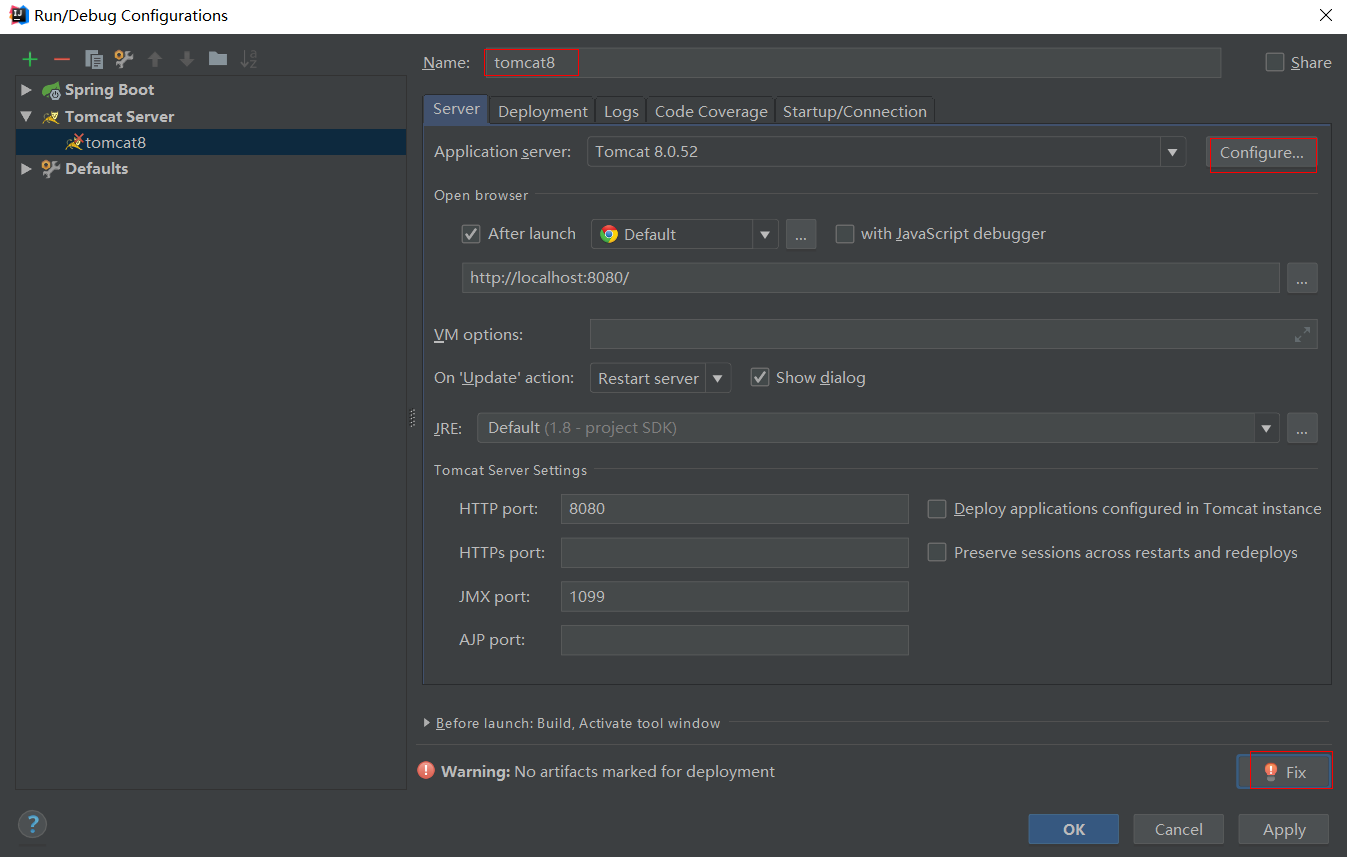 Run/Debug Configurations
Name: tomcat8 Share
Spring Boot
Tomcat Server
tomcat8
Defaults
Server Deployment Logs Code Coverage Startup/Connection
Application server: Tomcat 8.0.52 Configure...
Open browser
After launch Default ... with JavaScript debugger
http://localhost:8080/ ...
VM options:
On 'Update' action: Restart server Show dialog
JRE: Default (1.8 - project SDK) ...
Tomcat Server Settings
HTTP port: 8080 Deploy applications configured in Tomcat instance
HTTPs port: Preserve sessions across restarts and redeploys
JMX port: 1099
AJP port:
Before launch: Build, Activate tool window
Warning: No artifacts marked for deployment Fix
? OK Cancel Apply